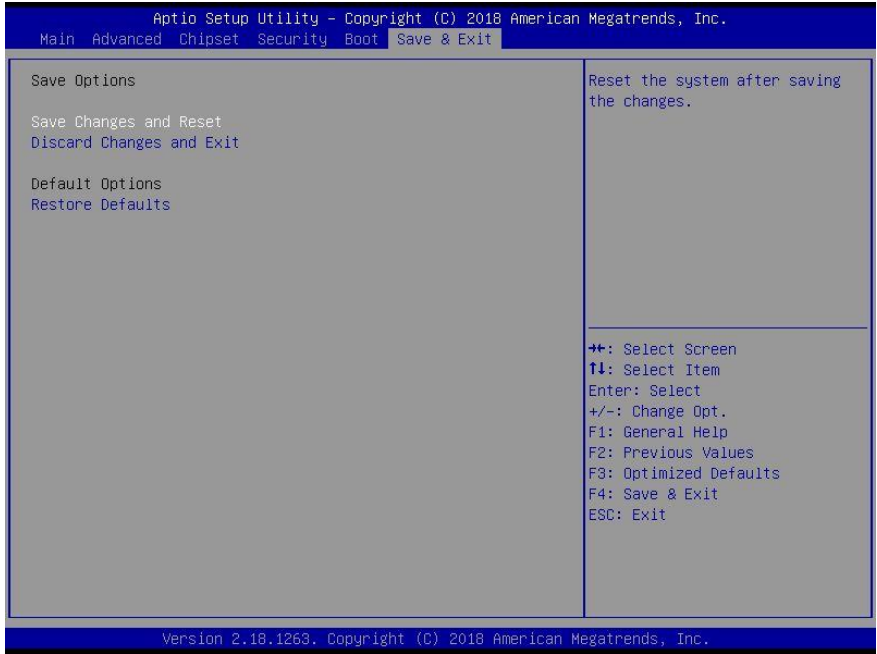 Aptio Setup Utility – Copyright (C) 2018 American Megatrends, Inc.
Main Advanced Chipset Security Boot Save & Exit
Save Options
Save Changes and Reset
Discard Changes and Exit
Default Options
Restore Defaults
Reset the system after saving
the changes.
→←: Select Screen
↑↓: Select Item
Enter: Select
+/-: Change Opt.
F1: General Help
F2: Previous Values
F3: Optimized Defaults
F4: Save & Exit
ESC: Exit
Version 2.18.1263. Copyright (C) 2018 American Megatrends, Inc.